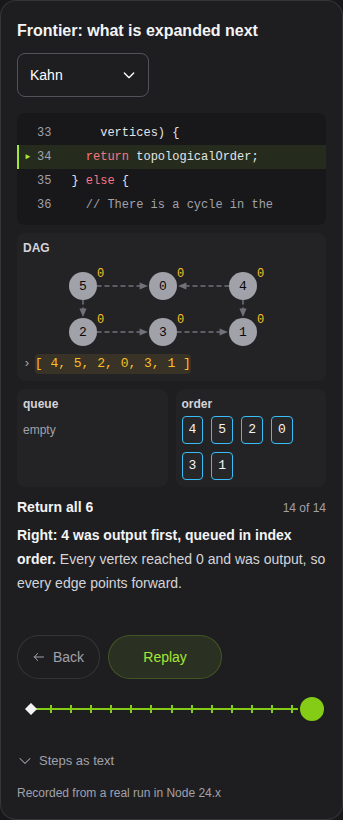 Frontier: what is expanded next
Kahn
33 vertices) {
▸ 34 return topologicalOrder;
35 } else {
36 // There is a cycle in the
DAG
5 0 0 0 4 0
2 0 3 0 1 0
› [ 4, 5, 2, 0, 3, 1 ]
queue
empty
order
4 5 2 0
3 1
Return all 6
14 of 14
Right: 4 was output first, queued in index
order. Every vertex reached 0 and was output, so
every edge points forward.
← Back
Replay
Steps as text
Recorded from a real run in Node 24.x